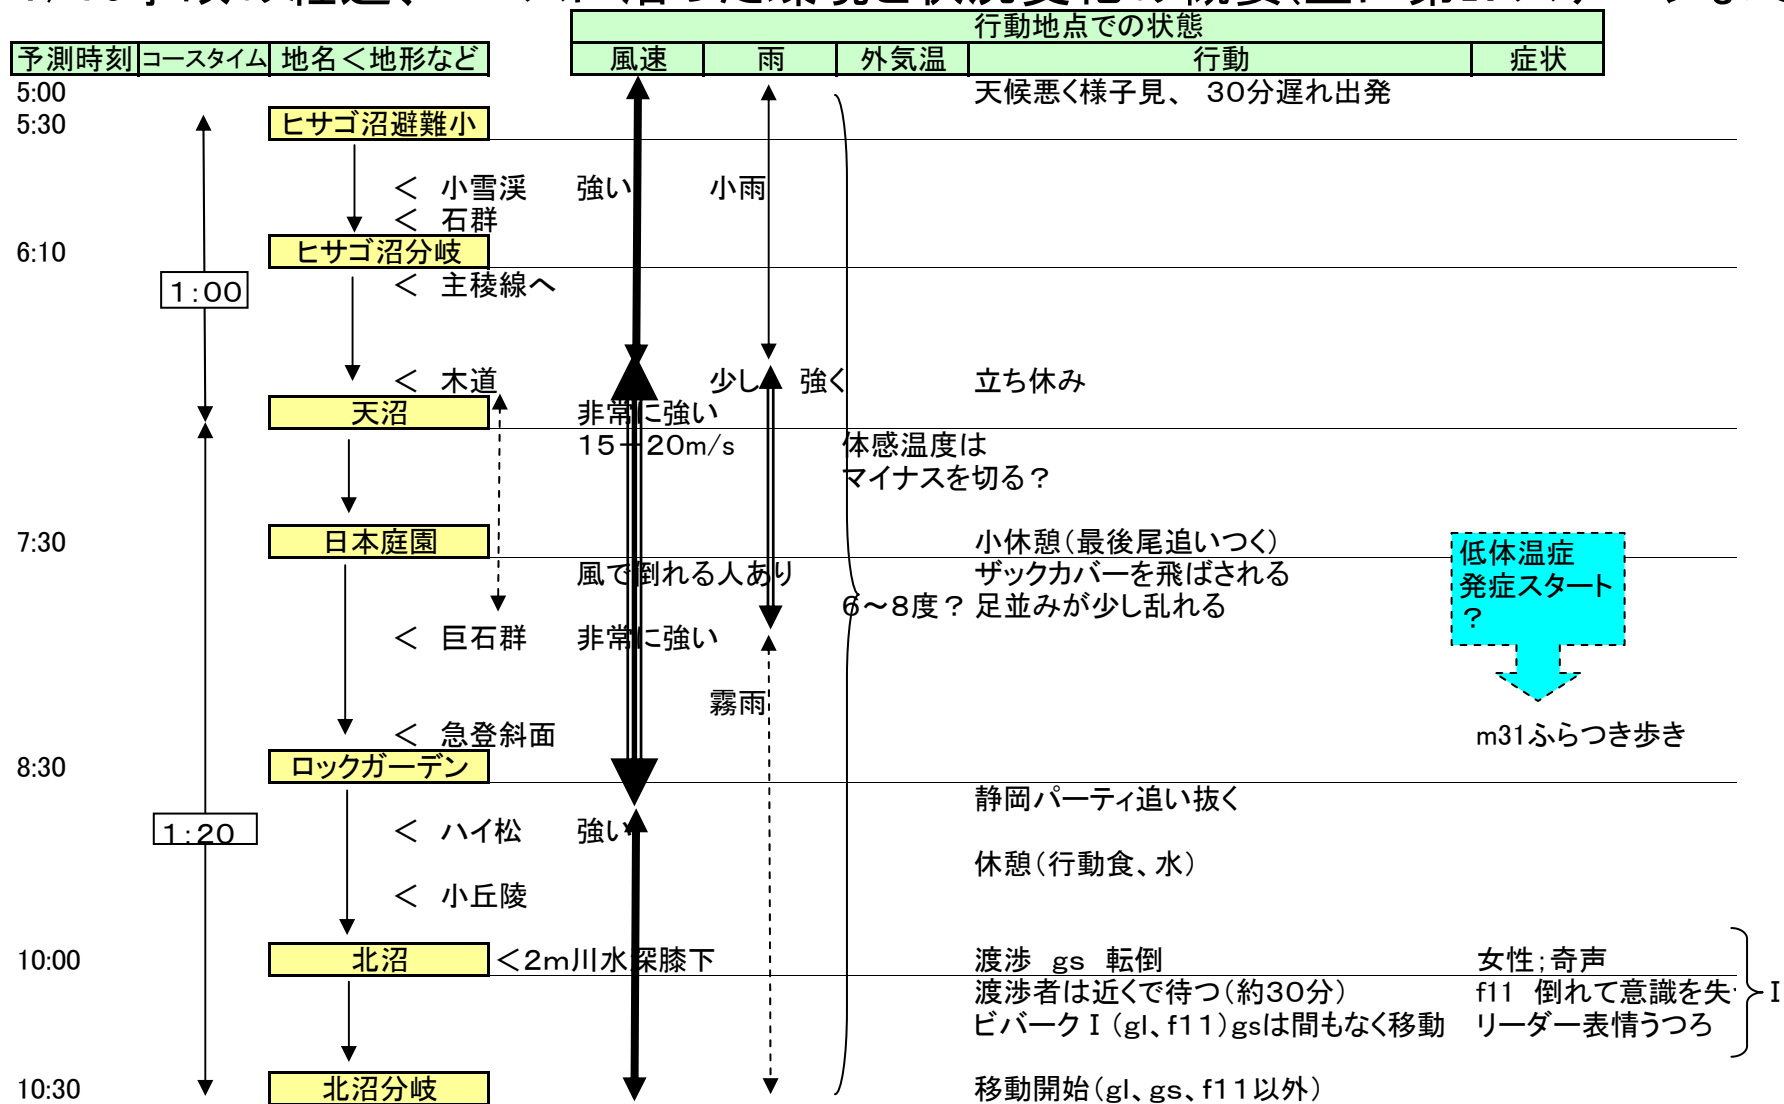 行動地点での状態
予測時刻 コースタイム 地名<地形など 風速 雨 外気温 行動 症状
5:00 天候悪く様子見、 30分遅れ出発
5:30 ヒサゴ沼避難小
< 小雪渓 強い 小雨
< 石群
6:10 ヒサゴ沼分岐
1:00 < 主稜線へ
< 木道 少し 強く 立ち休み
天沼 非常に強い
15-20m/s 体感温度は
マイナスを切る?
7:30 日本庭園 小休憩(最後尾追いつく) 低体温症
風で倒れる人あり ザックカバーを飛ばされる 発症スタート
6~8度? 足並みが少し乱れる ?
< 巨石群 非常に強い
霧雨
< 急登斜面 m31ふらつき歩き
8:30 ロックガーデン
静岡パーティ追い抜く
1:20 < ハイ松 強い
休憩(行動食、水)
< 小丘陵
10:00 北沼 <2m川水深膝下 渡渉 gs 転倒 女性;奇声
渡渉者は近くで待つ(約30分) f11 倒れて意識を失 I
ビバークⅠ(gl、f11)gsは間もなく移動 リーダー表情うつろ
10:30 北沼分岐 移動開始(gl、gs、f11以外)